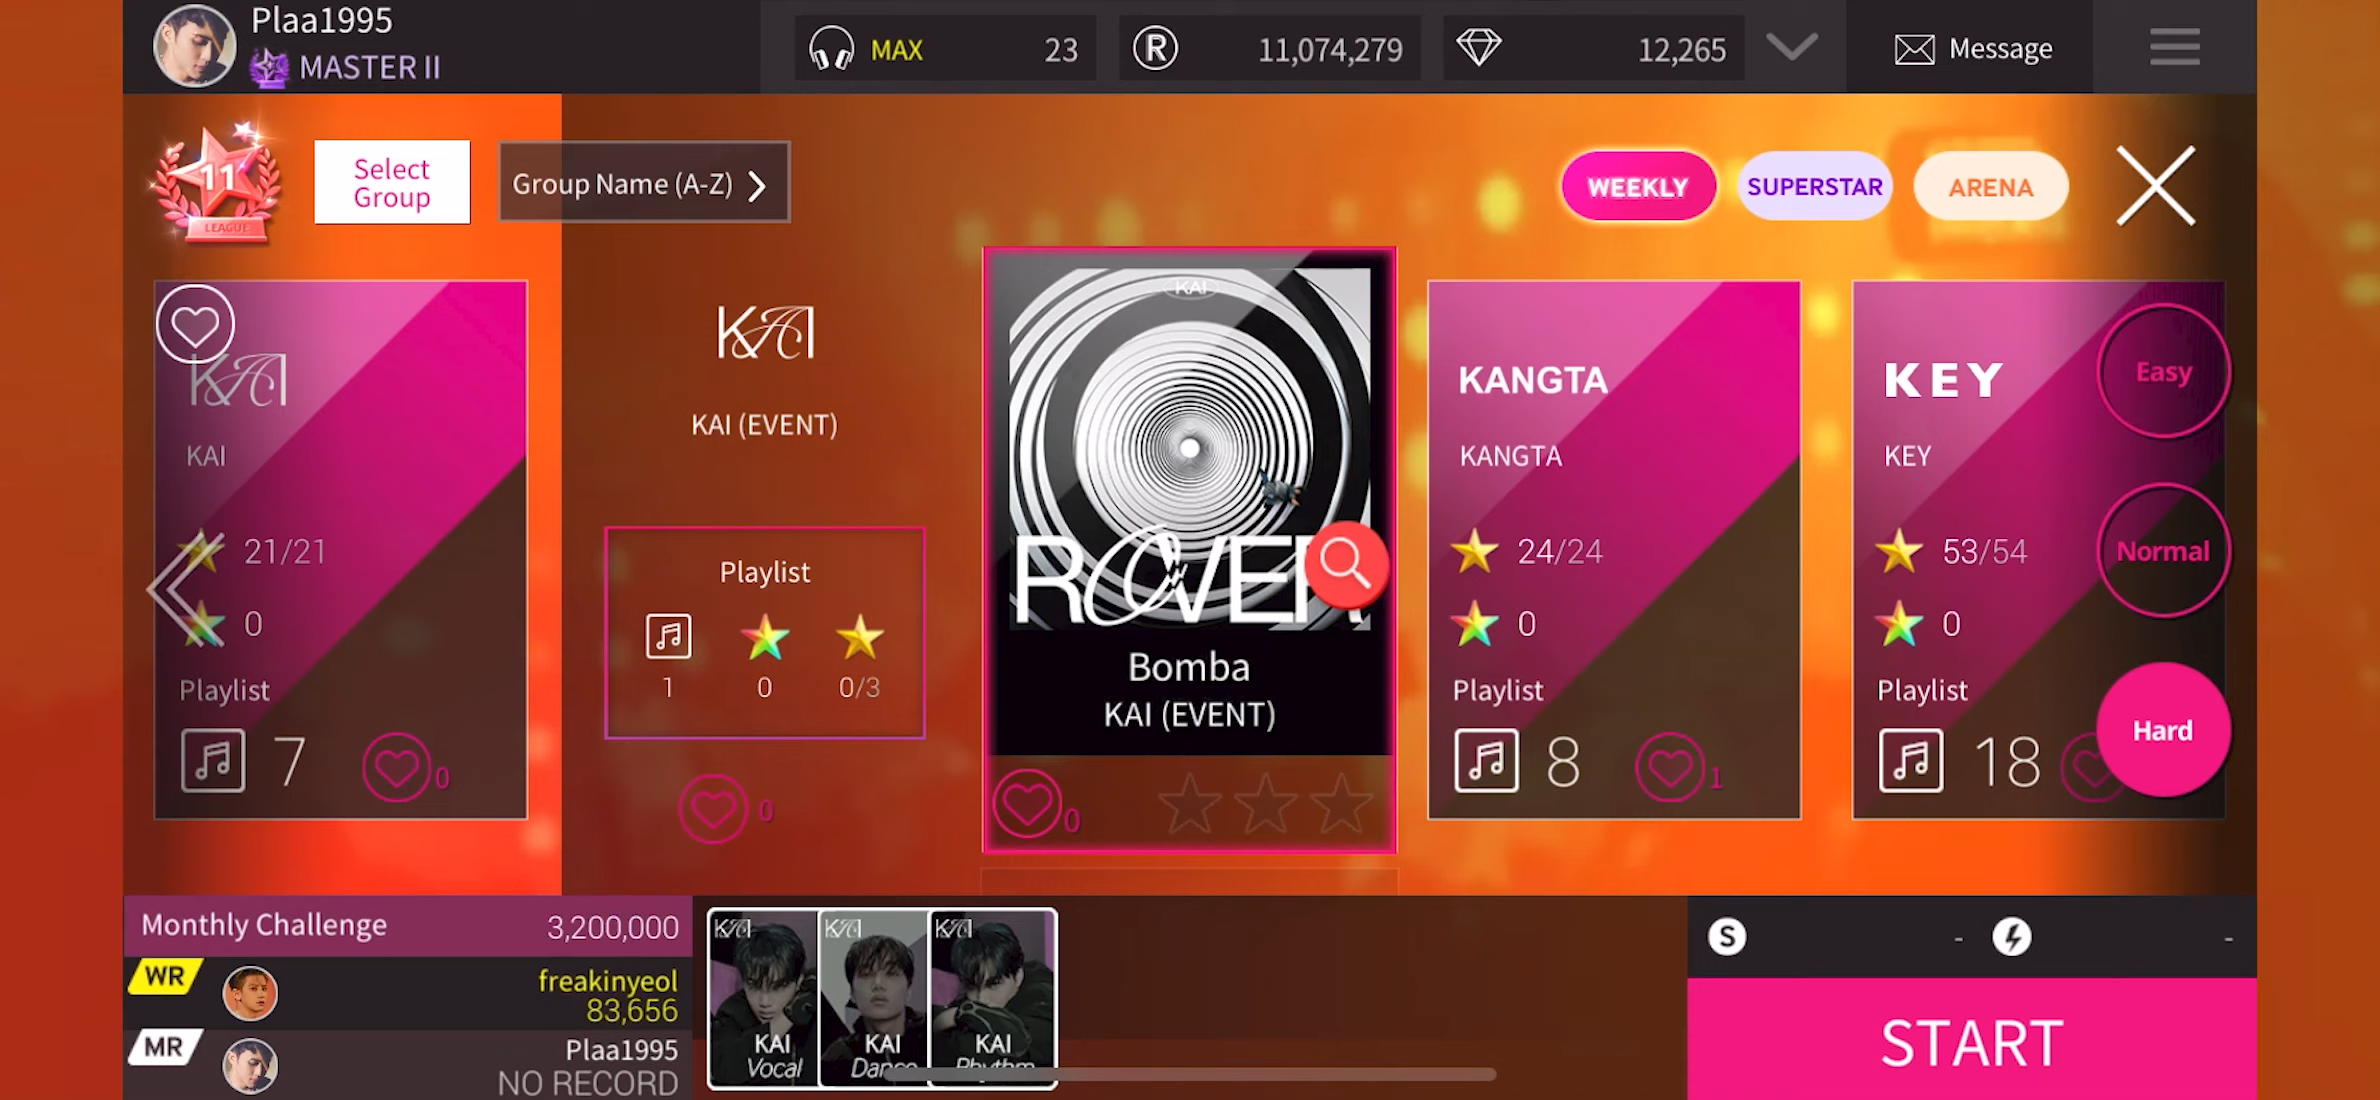 Plaa1995
MASTER II
MAX
23
R
11,074,279
12,265
Message
11
LEAGUE
Select
Group
Group Name (A-Z)
WEEKLY
SUPERSTAR
ARENA
KAI
KAI
21/21
0
Playlist
7
0
KAI
KAI (EVENT)
Playlist
1
0
0/3
0
KAI
ROVER
Bomba
KAI (EVENT)
0
KANGTA
KANGTA
24/24
0
Playlist
8
1
KEY
KEY
53/54
0
Playlist
18
Easy
Normal
Hard
Monthly Challenge
3,200,000
WR
freakinyeol
83,656
MR
Plaa1995
NO RECORD
KAI
KAI
Vocal
KAI
KAI
Dance
KAI
KAI
Rhythm
S
-
-
START